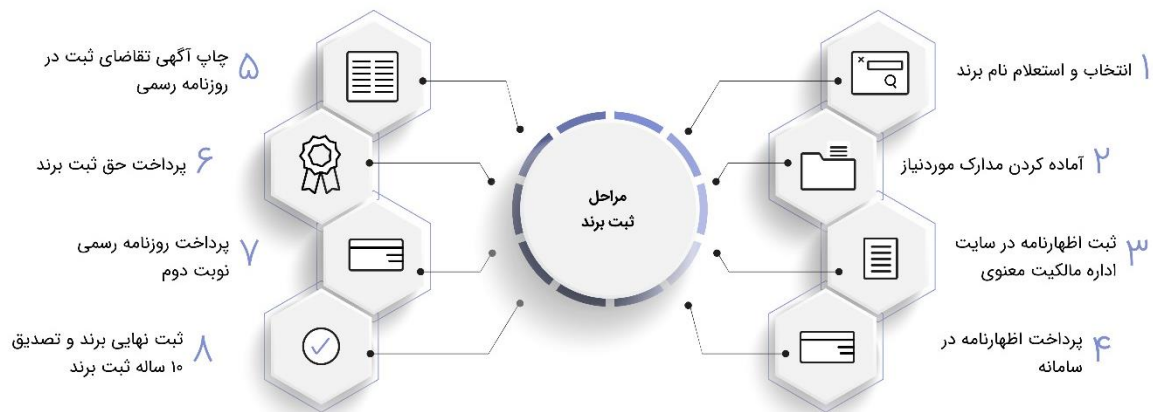 مراحل
ثبت برند
۱ انتخاب و استعلام نام برند
۲ آماده کردن مدارک موردنیاز
۳ ثبت اظهارنامه در سایت
اداره مالکیت معنوی
۴ پرداخت اظهارنامه در
سامانه
۵ چاپ آگهی تقاضای ثبت در
روزنامه رسمی
۶ پرداخت حق ثبت برند
۷ پرداخت روزنامه رسمی
نوبت دوم
۸ ثبت نهایی برند و تصدیق
۱۰ ساله ثبت برند